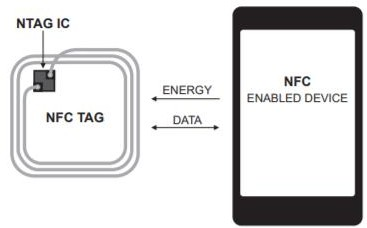 NTAG IC
NFC TAG
ENERGY
DATA
NFC
ENABLED DEVICE